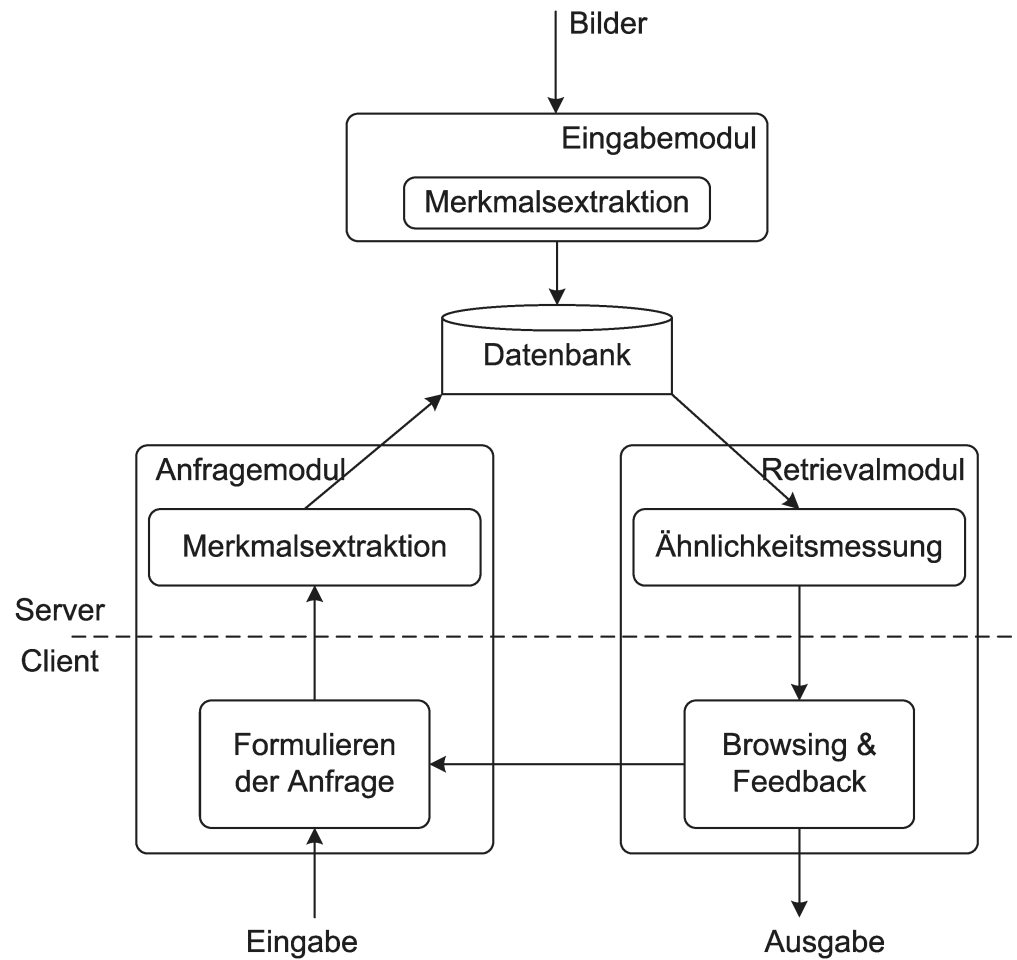 Bilder
Eingabemodul
Merkmalsextraktion
Datenbank
Anfragemodul
Retrievalmodul
Merkmalsextraktion
Ähnlichkeitsmessung
Server
Client
Formulieren
der Anfrage
Browsing &
Feedback
Eingabe
Ausgabe